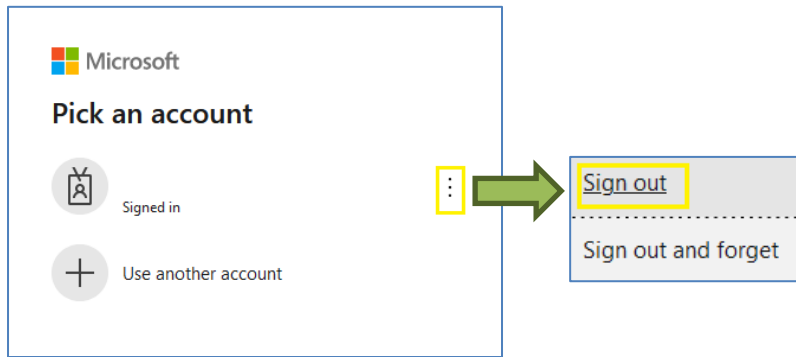 Microsoft
Pick an account
Signed in
Use another account
Sign out
Sign out and forget